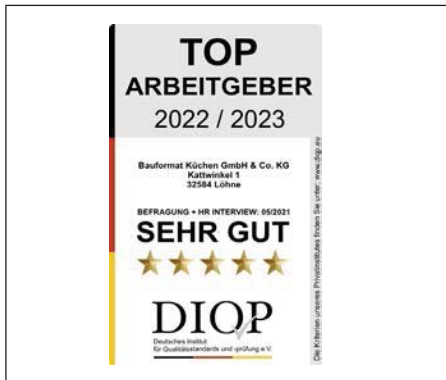 TOP
ARBEITGEBER
2022 / 2023
Bauformat Küchen GmbH & Co. KG
Kattwinkel 1
32584 Löhne
BEFRAGUNG + HR INTERVIEW: 05/2021
SEHR GUT
DIQP
Deutsches Institut
für Qualitätsstandards und -prüfung e.V.
Die Kriterien unseres Privatinstitutes finden Sie unter: www.diqp.eu